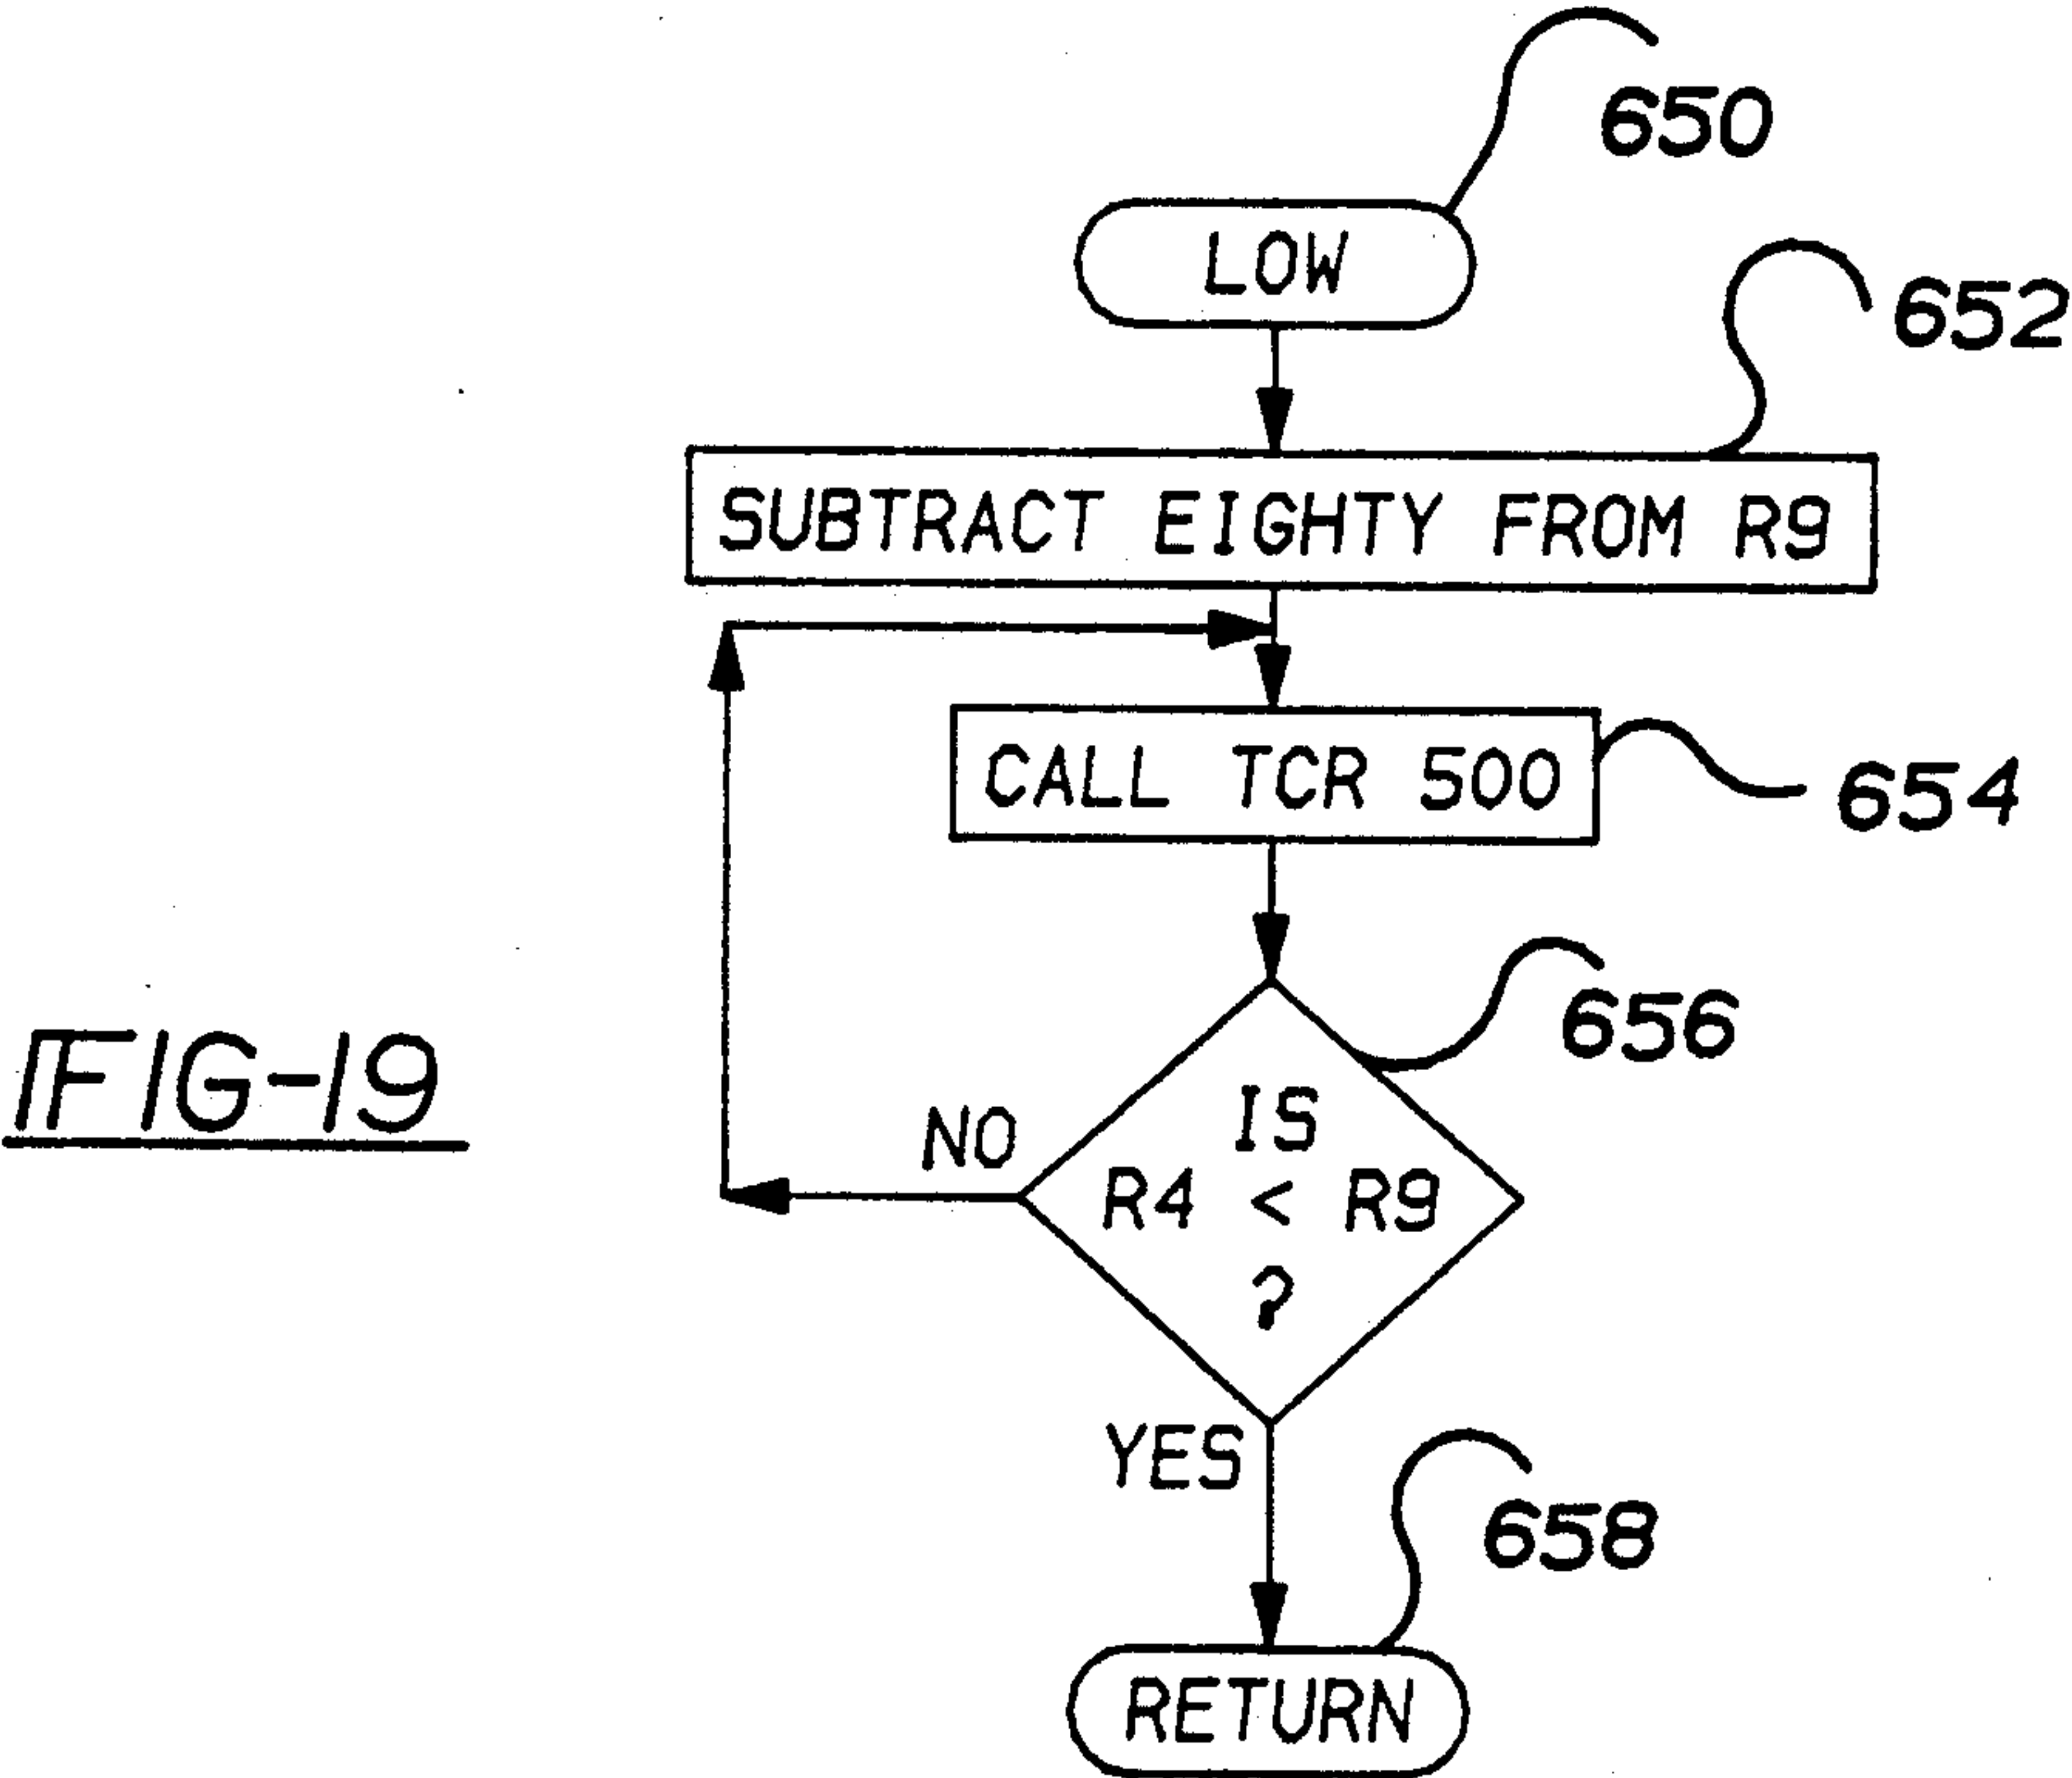 650
LOW
652
SUBTRACT EIGHTY FROM R9
CALL TCR 500
654
656
FIG-19
NO
IS
R4 < R9
?
YES
658
RETURN